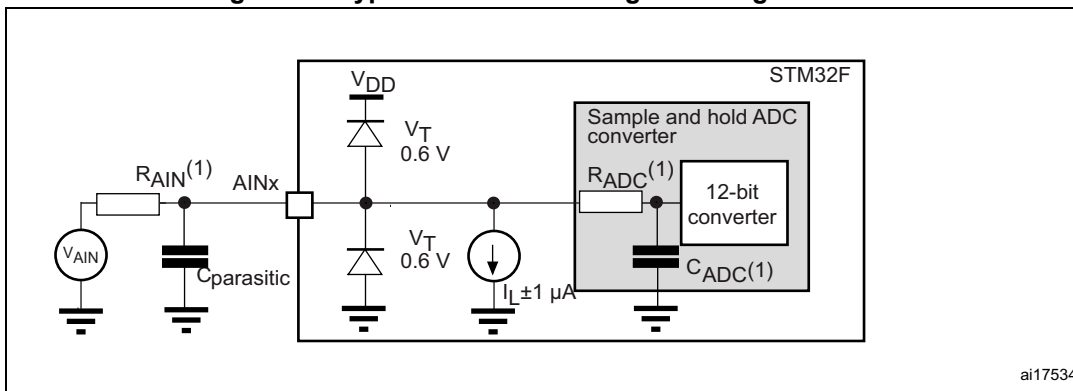 STM32F
VDD
Sample and hold ADC
converter
VT
0.6 V
RAIN(1)
AINx
RADC(1)
12-bit
converter
VAIN
Cparasitic
VT
0.6 V
IL±1 µA
CADC(1)
ai17534